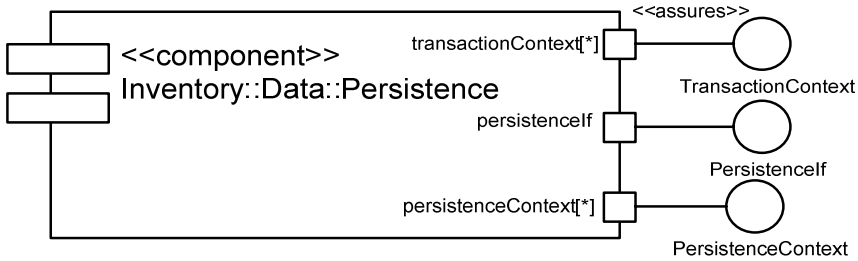 <<assures>>
<<component>>
transactionContext[*]
Inventory::Data::Persistence
TransactionContext
persistenceIf
PersistenceIf
persistenceContext[*]
PersistenceContext